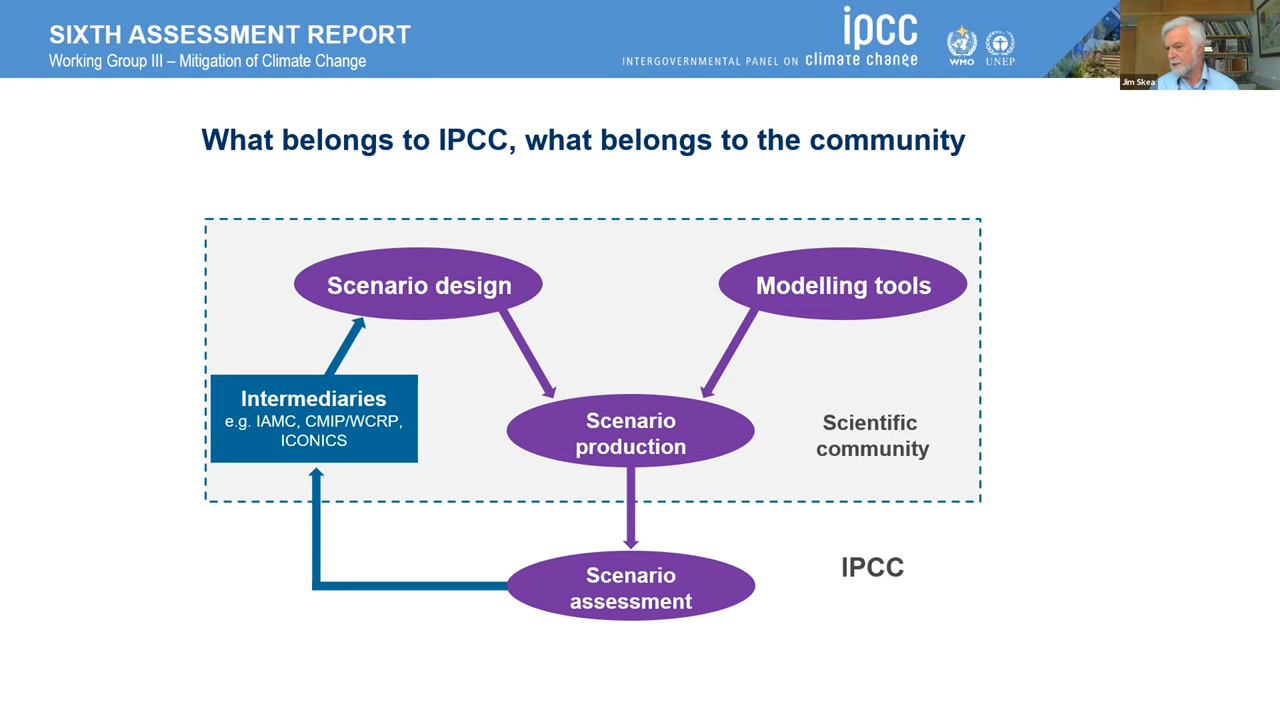 SIXTH ASSESSMENT REPORT
Working Group III – Mitigation of Climate Change
ipcc
INTERGOVERNMENTAL PANEL ON climate change
WMO
UNEP
Jim Skea
What belongs to IPCC, what belongs to the community
Scenario design
Modelling tools
Intermediaries
e.g. IAMC, CMIP/WCRP,
ICONICS
Scenario
production
Scientific
community
Scenario
assessment
IPCC